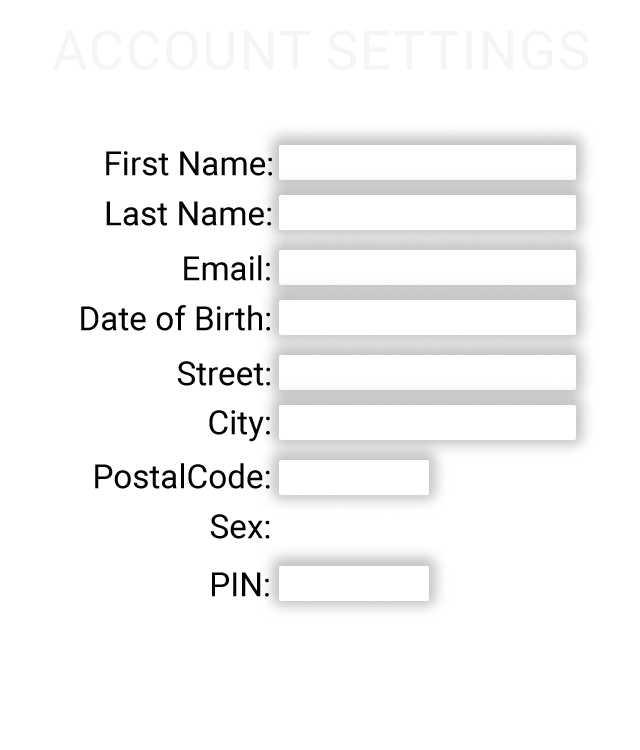 ACCOUNT SETTINGS
First Name:
Last Name:
Email:
Date of Birth:
Street:
City:
PostalCode:
Sex:
PIN: